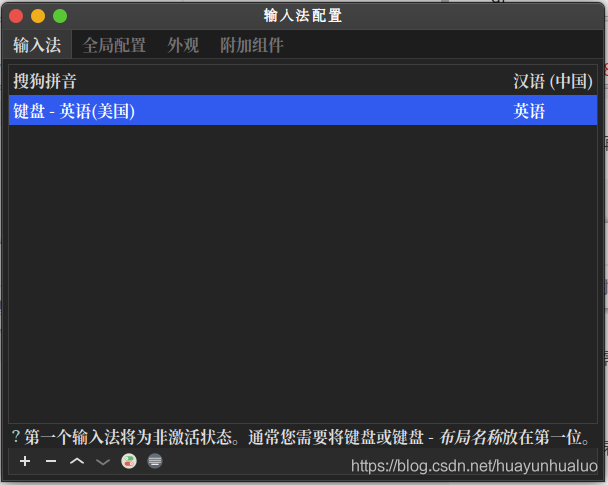 输入法配置
输入法 全局配置 外观 附加组件
搜狗拼音 汉语 (中国)
键盘 - 英语(美国) 英语
? 第一个输入法将为非激活状态。通常您需要将键盘或键盘 - 布局名称放在第一位。
https://blog.csdn.net/huayunhualuo